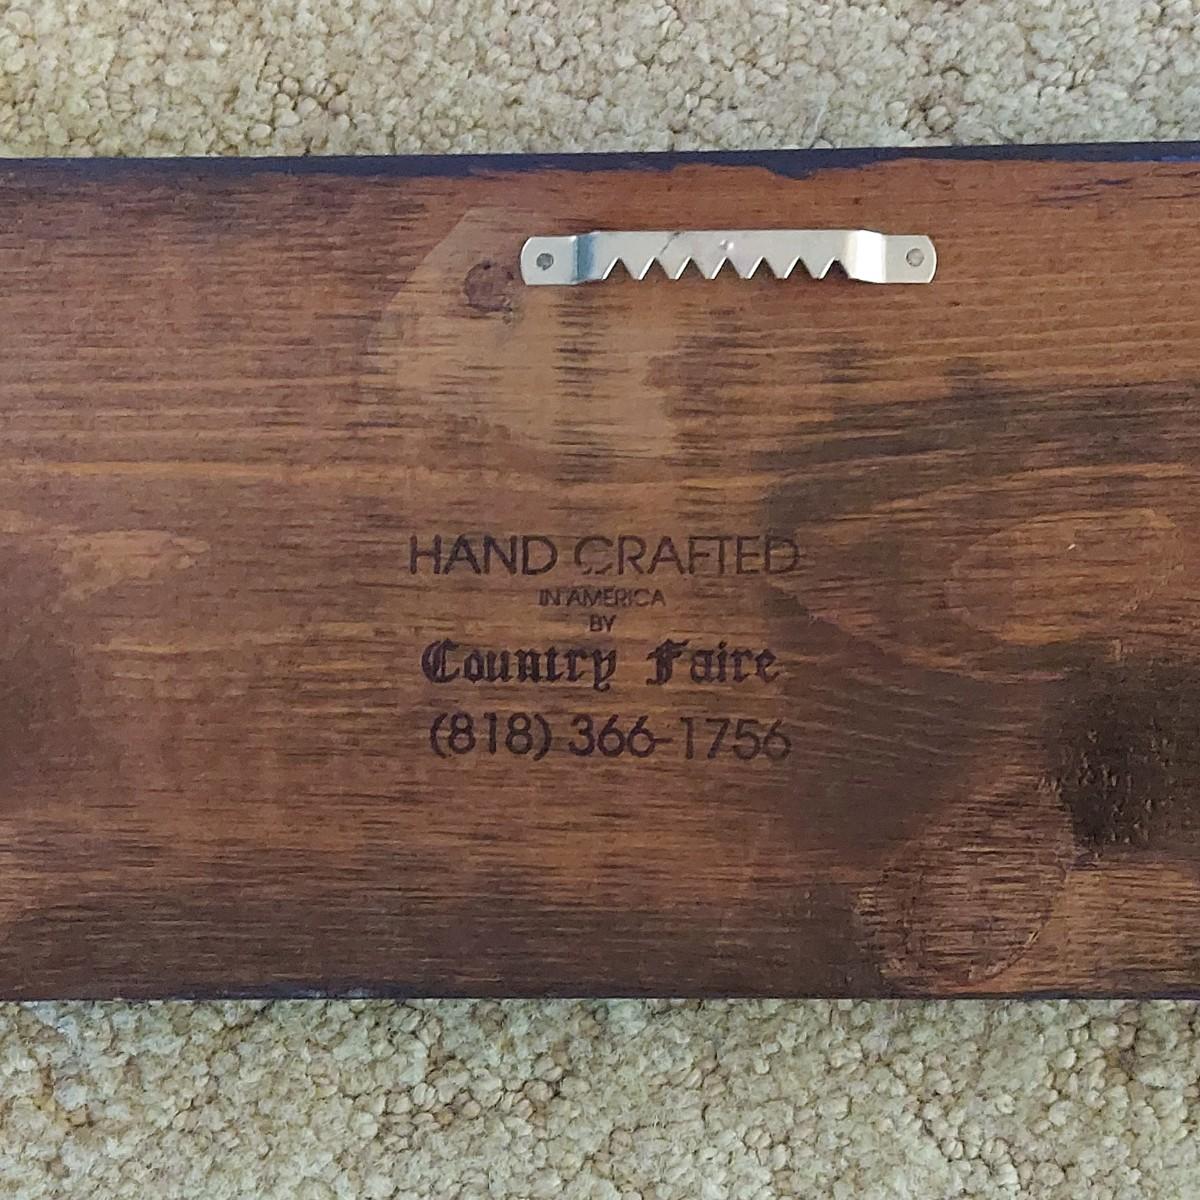 HAND CRAFTED
IN AMERICA
BY
Country Faire
(818) 366-1756